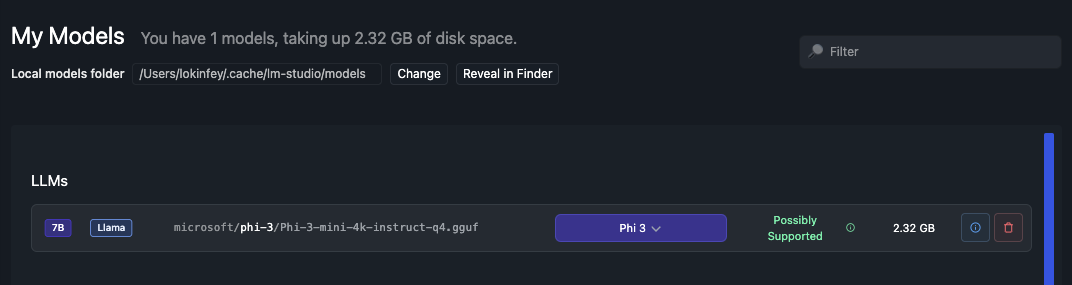 My Models You have 1 models, taking up 2.32 GB of disk space.
Filter
Local models folder /Users/lokinfey/.cache/lm-studio/models Change Reveal in Finder
LLMs
7B Llama microsoft/phi-3/Phi-3-mini-4k-instruct-q4.gguf Phi 3 Possibly Supported 2.32 GB